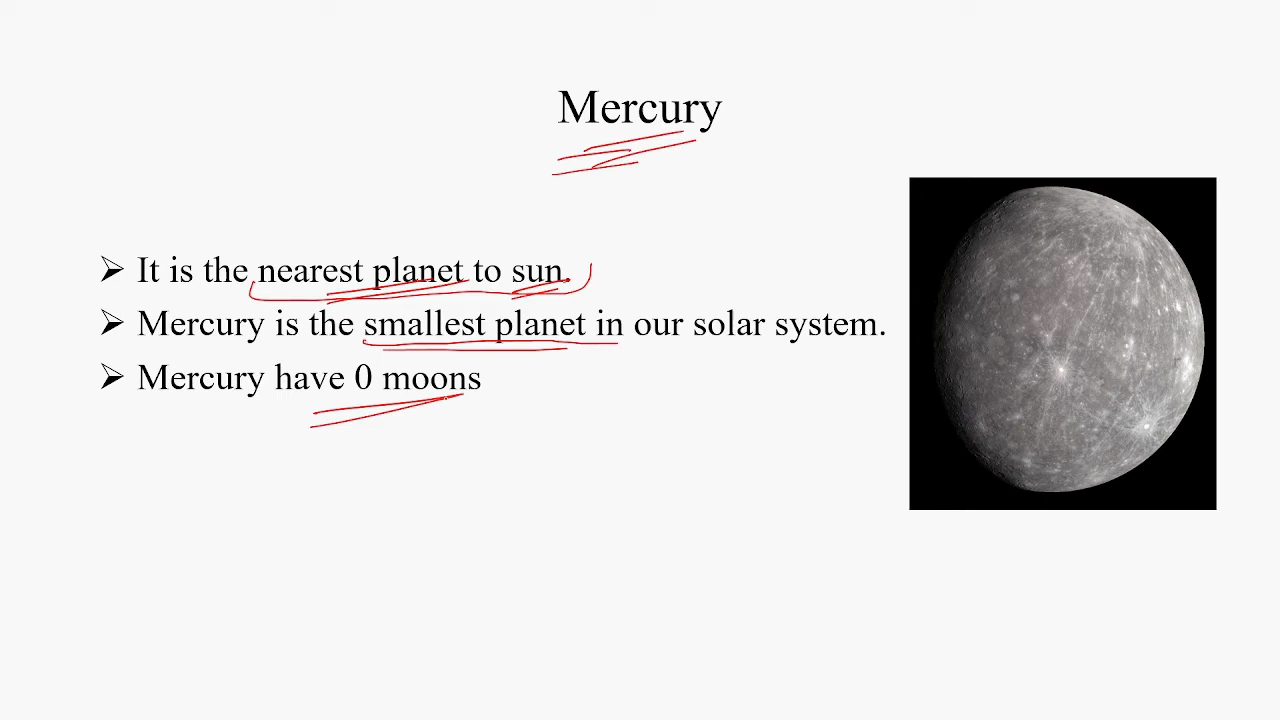 Mercury
➢ It is the nearest planet to sun.
➢ Mercury is the smallest planet in our solar system.
➢ Mercury have 0 moons